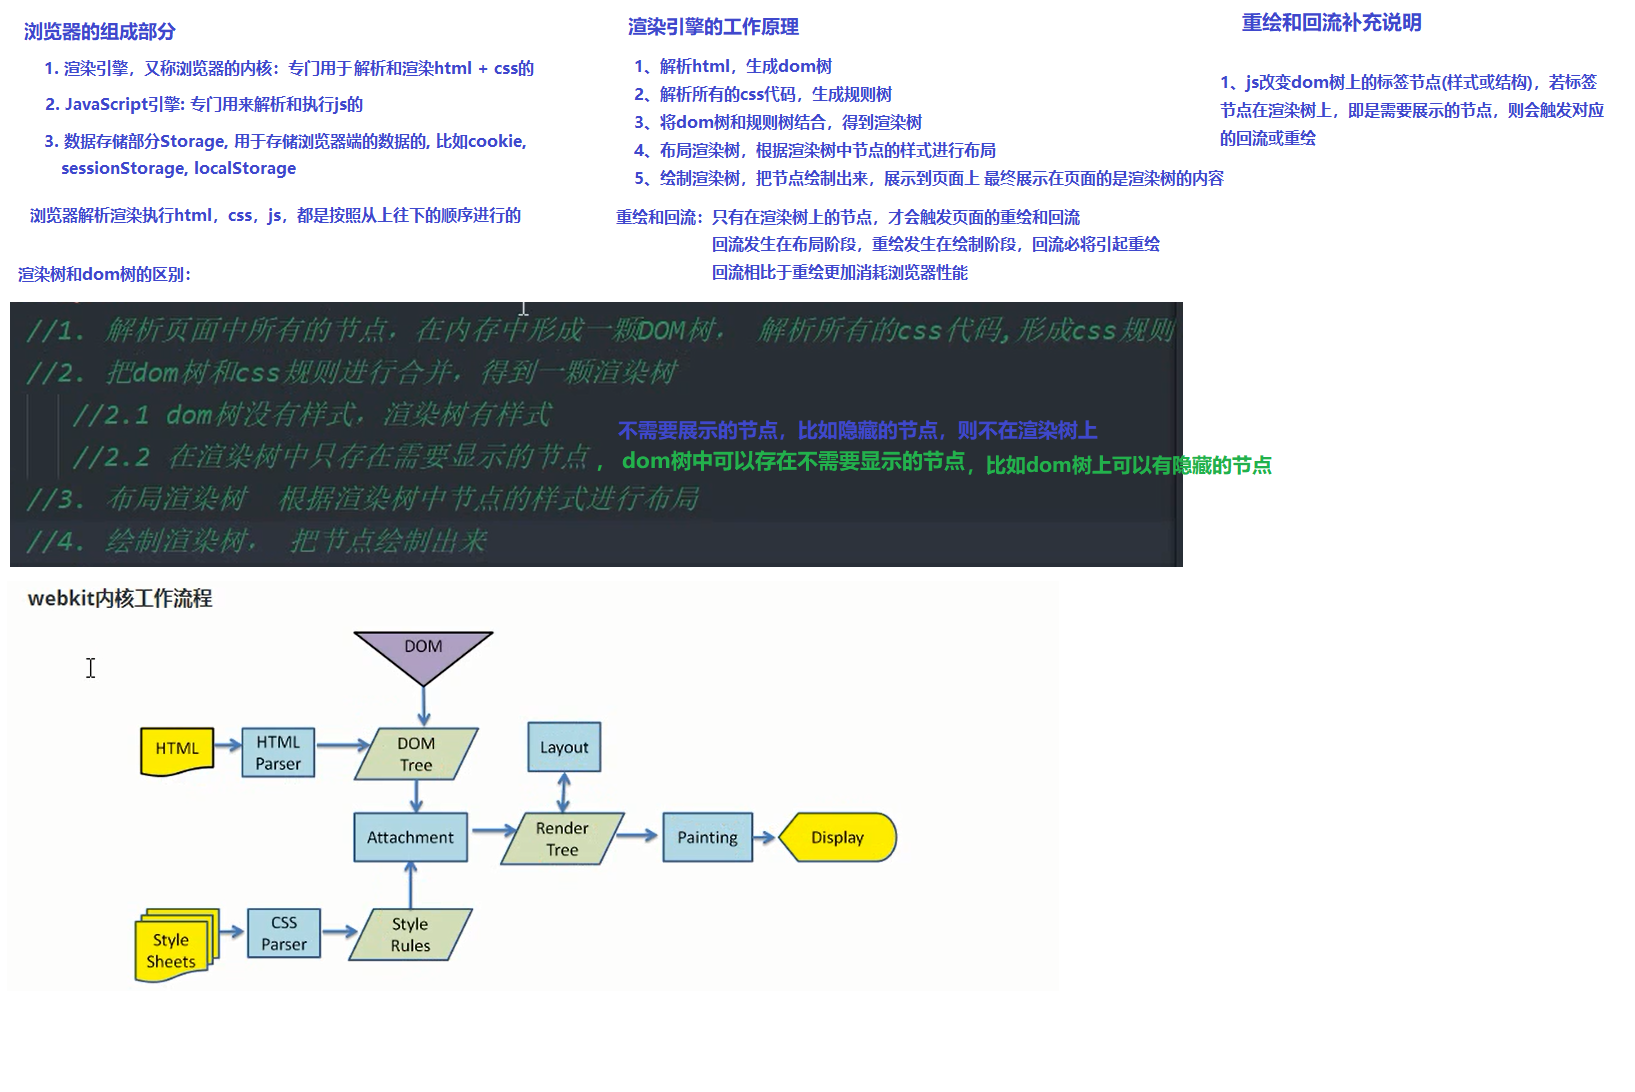 浏览器的组成部分
1. 渲染引擎，又称浏览器的内核：专门用于解析和渲染html + css的
2. JavaScript引擎: 专门用来解析和执行js的
3. 数据存储部分Storage, 用于存储浏览器端的数据的, 比如cookie,
sessionStorage, localStorage
浏览器解析渲染执行html，css，js，都是按照从上往下的顺序进行的
渲染引擎的工作原理
1、解析html，生成dom树
2、解析所有的css代码，生成规则树
3、将dom树和规则树结合，得到渲染树
4、布局渲染树，根据渲染树中节点的样式进行布局
5、绘制渲染树，把节点绘制出来，展示到页面上 最终展示在页面的是渲染树的内容
重绘和回流：只有在渲染树上的节点，才会触发页面的重绘和回流
回流发生在布局阶段，重绘发生在绘制阶段，回流必将引起重绘
回流相比于重绘更加消耗浏览器性能
重绘和回流补充说明
1、js改变dom树上的标签节点(样式或结构)，若标签
节点在渲染树上，即是需要展示的节点，则会触发对应
的回流或重绘
渲染树和dom树的区别：
//1. 解析页面中所有的节点，在内存中形成一颗DOM树， 解析所有的css代码,形成css规则
//2. 把dom树和css规则进行合并，得到一颗渲染树
//2.1 dom树没有样式，渲染树有样式
不需要展示的节点，比如隐藏的节点，则不在渲染树上
//2.2 在渲染树中只存在需要显示的节点，dom树中可以存在不需要显示的节点，比如dom树上可以有隐藏的节点
//3. 布局渲染树 根据渲染树中节点的样式进行布局
//4. 绘制渲染树， 把节点绘制出来
webkit内核工作流程
DOM
HTML
HTML
Parser
DOM
Tree
Layout
Attachment
Render
Tree
Painting
Display
Style
Sheets
CSS
Parser
Style
Rules